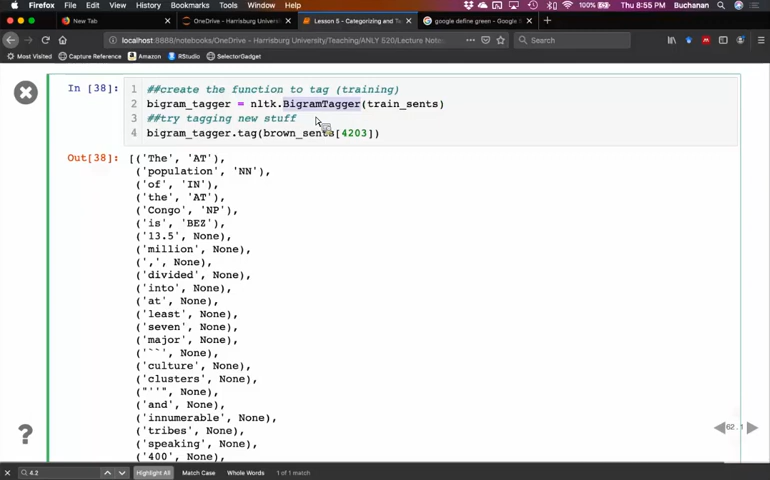 Firefox File Edit View History Bookmarks Tools Window Help 100% Thu 8:55 PM Buchanan
New Tab OneDrive - Harrisburg Universi Lesson 5 - Categorizing and Ta google define green - Google S
localhost:8888/notebooks/OneDrive - Harrisburg University/Teaching/ANLY 520/Lecture Note Search
Most Visited Capture Reference Amazon RStudio SelectorGadget
In [38]:
1 ##create the function to tag (training)
2 bigram_tagger = nltk.BigramTagger(train_sents)
3 ##try tagging new stuff
4 bigram_tagger.tag(brown_sents[4203])
Out[38]: [('The', 'AT'),
('population', 'NN'),
('of', 'IN'),
('the', 'AT'),
('Congo', 'NP'),
('is', 'BEZ'),
('13.5', None),
('million', None),
(',', None),
('divided', None),
('into', None),
('at', None),
('least', None),
('seven', None),
('major', None),
('``', None),
('culture', None),
('clusters', None),
("''", None),
('and', None),
('innumerable', None),
('tribes', None),
('speaking', None),
('400', None),
?
62.1
4.2 Highlight All Match Case Whole Words 1 of 1 match